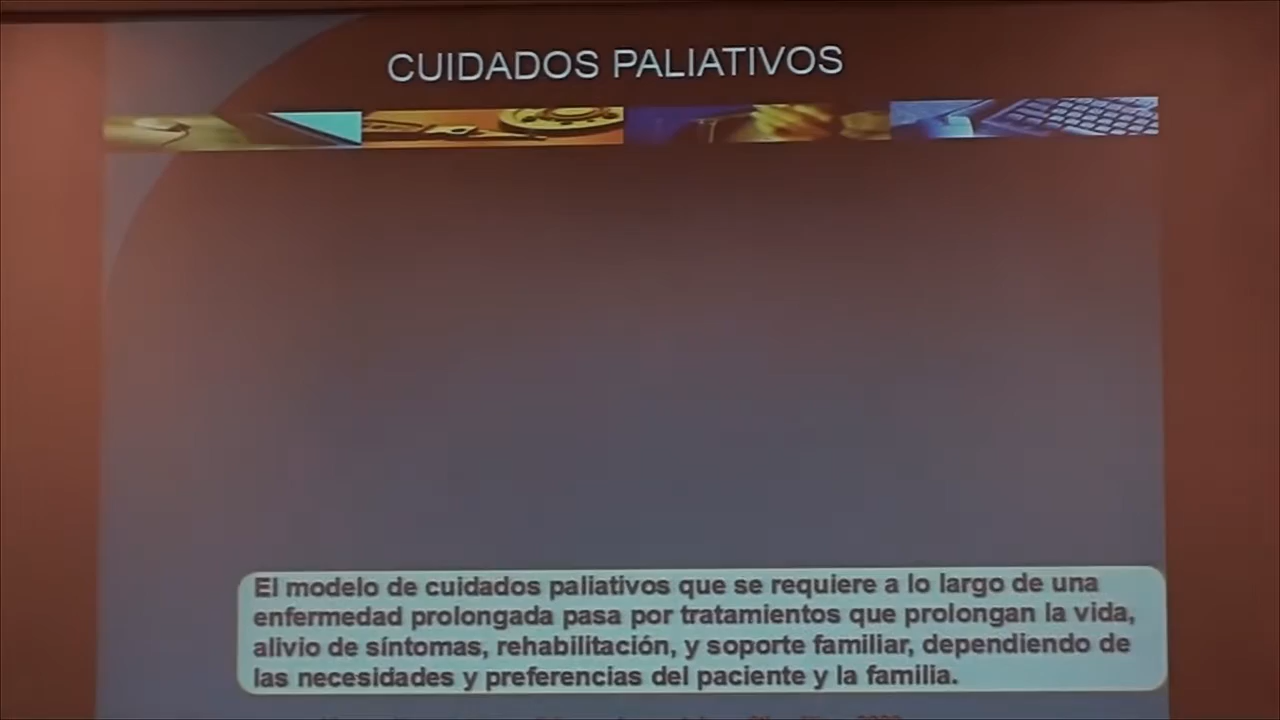 CUIDADOS PALIATIVOS
El modelo de cuidados paliativos que se requiere a lo largo de una
enfermedad prolongada pasa por tratamientos que prolongan la vida,
alivio de síntomas, rehabilitación, y soporte familiar, dependiendo de
las necesidades y preferencias del paciente y la familia.